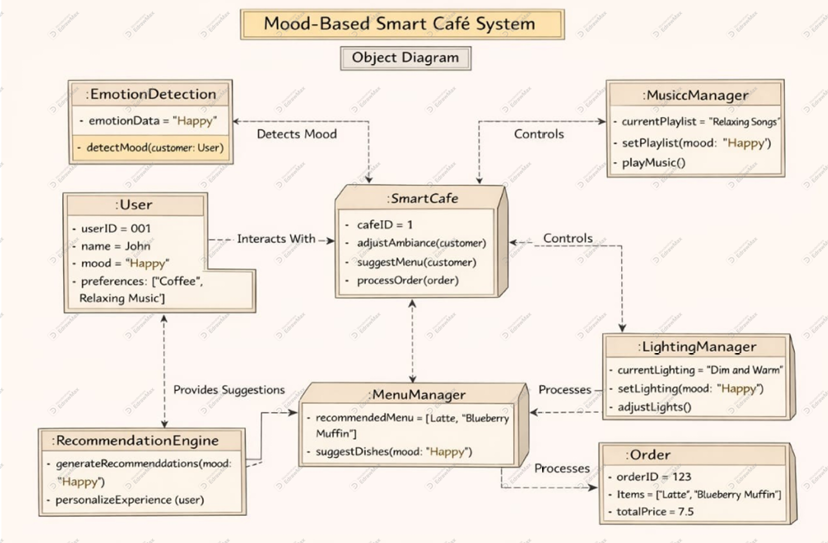 Mood-Based Smart Café System
Object Diagram
:EmotionDetection
- emotionData = "Happy"
- detectMood(customer: User)
Detects Mood
Controls
:MusiccManager
- currentPlaylist = "Relaxing Songs"
- setPlaylist(mood: "Happy')
- playMusic()
:User
- userID = 001
- name = John
- mood = "Happy"
- preferences: ["Coffee",
Relaxing Music']
Interacts With
:SmartCafe
- cafeID = 1
- adjustAmbiance(customer)
- suggestMenu(customer)
- processOrder(order)
Controls
:LightingManager
- currentLighting = "Dim and Warm"
- setLighting(mood: "Happy")
- adjustLights()
Provides Suggestions
:MenuManager
- recommendedMenu = [Latte, "Blueberry
Muffin"]
- suggestDishes(mood: "Happy")
Processes
:RecommendationEngine
- generateRecommenddations(mood:
"Happy")
- personalizeExperience (user)
Processes
:Order
- orderID = 123
- Items = ["Latte", "Blueberry Muffin"]
- totalPrice = 7.5